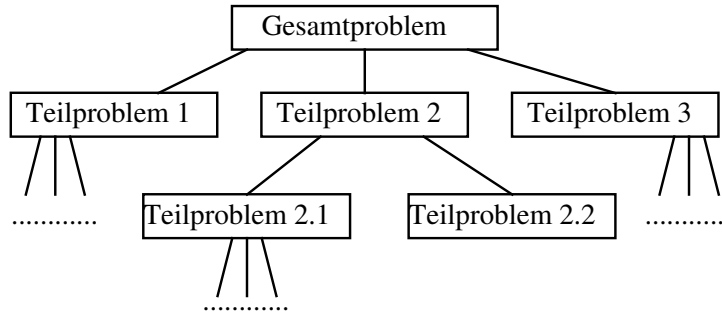 Gesamtproblem
Teilproblem 1
Teilproblem 2
Teilproblem 3
............
Teilproblem 2.1
Teilproblem 2.2
...........
............